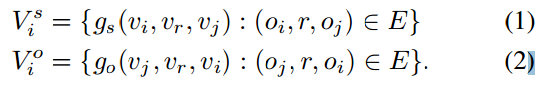 V_i^s = {g_s(v_i, v_r, v_j) : (o_i, r, o_j) ∈ E} (1)
V_i^o = {g_o(v_j, v_r, v_i) : (o_j, r, o_i) ∈ E}. (2)